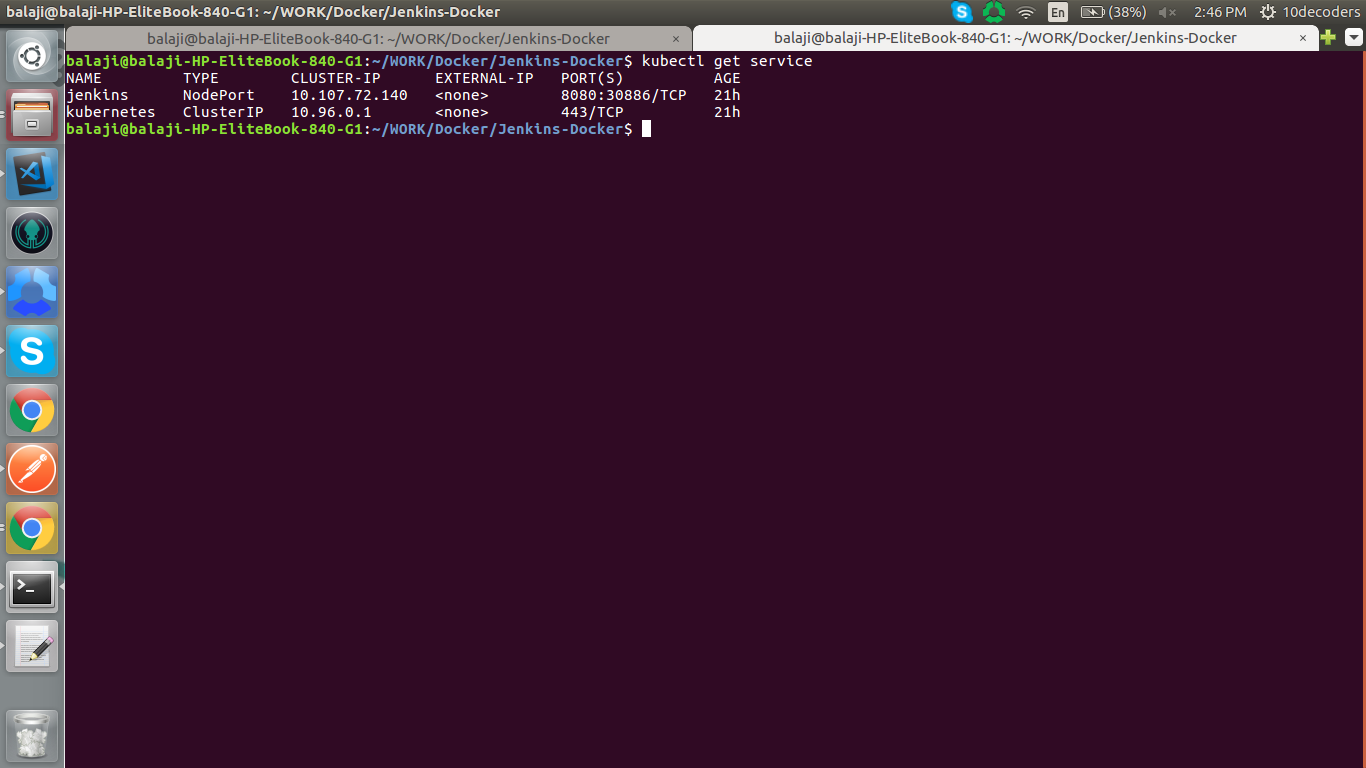 balaji@balaji-HP-EliteBook-840-G1: ~/WORK/Docker/Jenkins-Docker
En (38%) 2:46 PM 10decoders
balaji@balaji-HP-EliteBook-840-G1: ~/WORK/Docker/Jenkins-Docker × balaji@balaji-HP-EliteBook-840-G1: ~/WORK/Docker/Jenkins-Docker ×
balaji@balaji-HP-EliteBook-840-G1:~/WORK/Docker/Jenkins-Docker$ kubectl get service
NAME TYPE CLUSTER-IP EXTERNAL-IP PORT(S) AGE
jenkins NodePort 10.107.72.140 <none> 8080:30886/TCP 21h
kubernetes ClusterIP 10.96.0.1 <none> 443/TCP 21h
balaji@balaji-HP-EliteBook-840-G1:~/WORK/Docker/Jenkins-Docker$